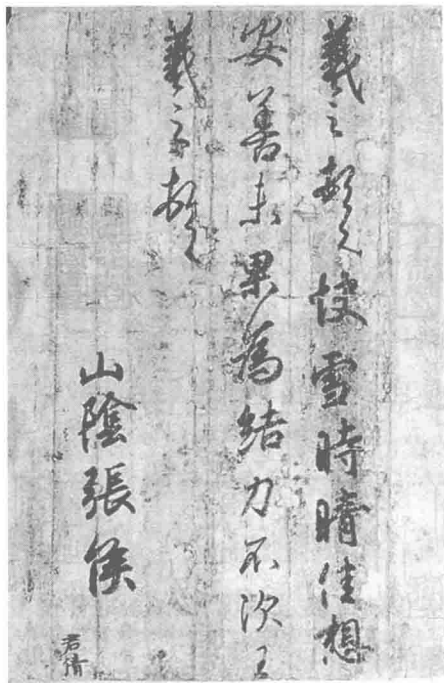 羲之頓首快雪時晴佳想
安善未果為結力不次王
羲之頓首
山陰張侯
君倩